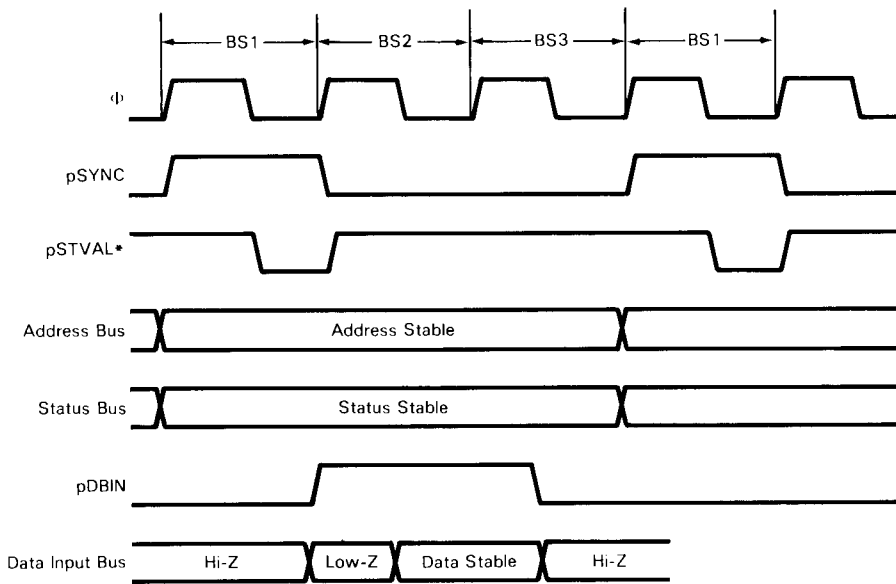 BS1 BS2 BS3 BS1
Φ
pSYNC
pSTVAL*
Address Bus Address Stable
Status Bus Status Stable
pDBIN
Data Input Bus Hi-Z Low-Z Data Stable Hi-Z